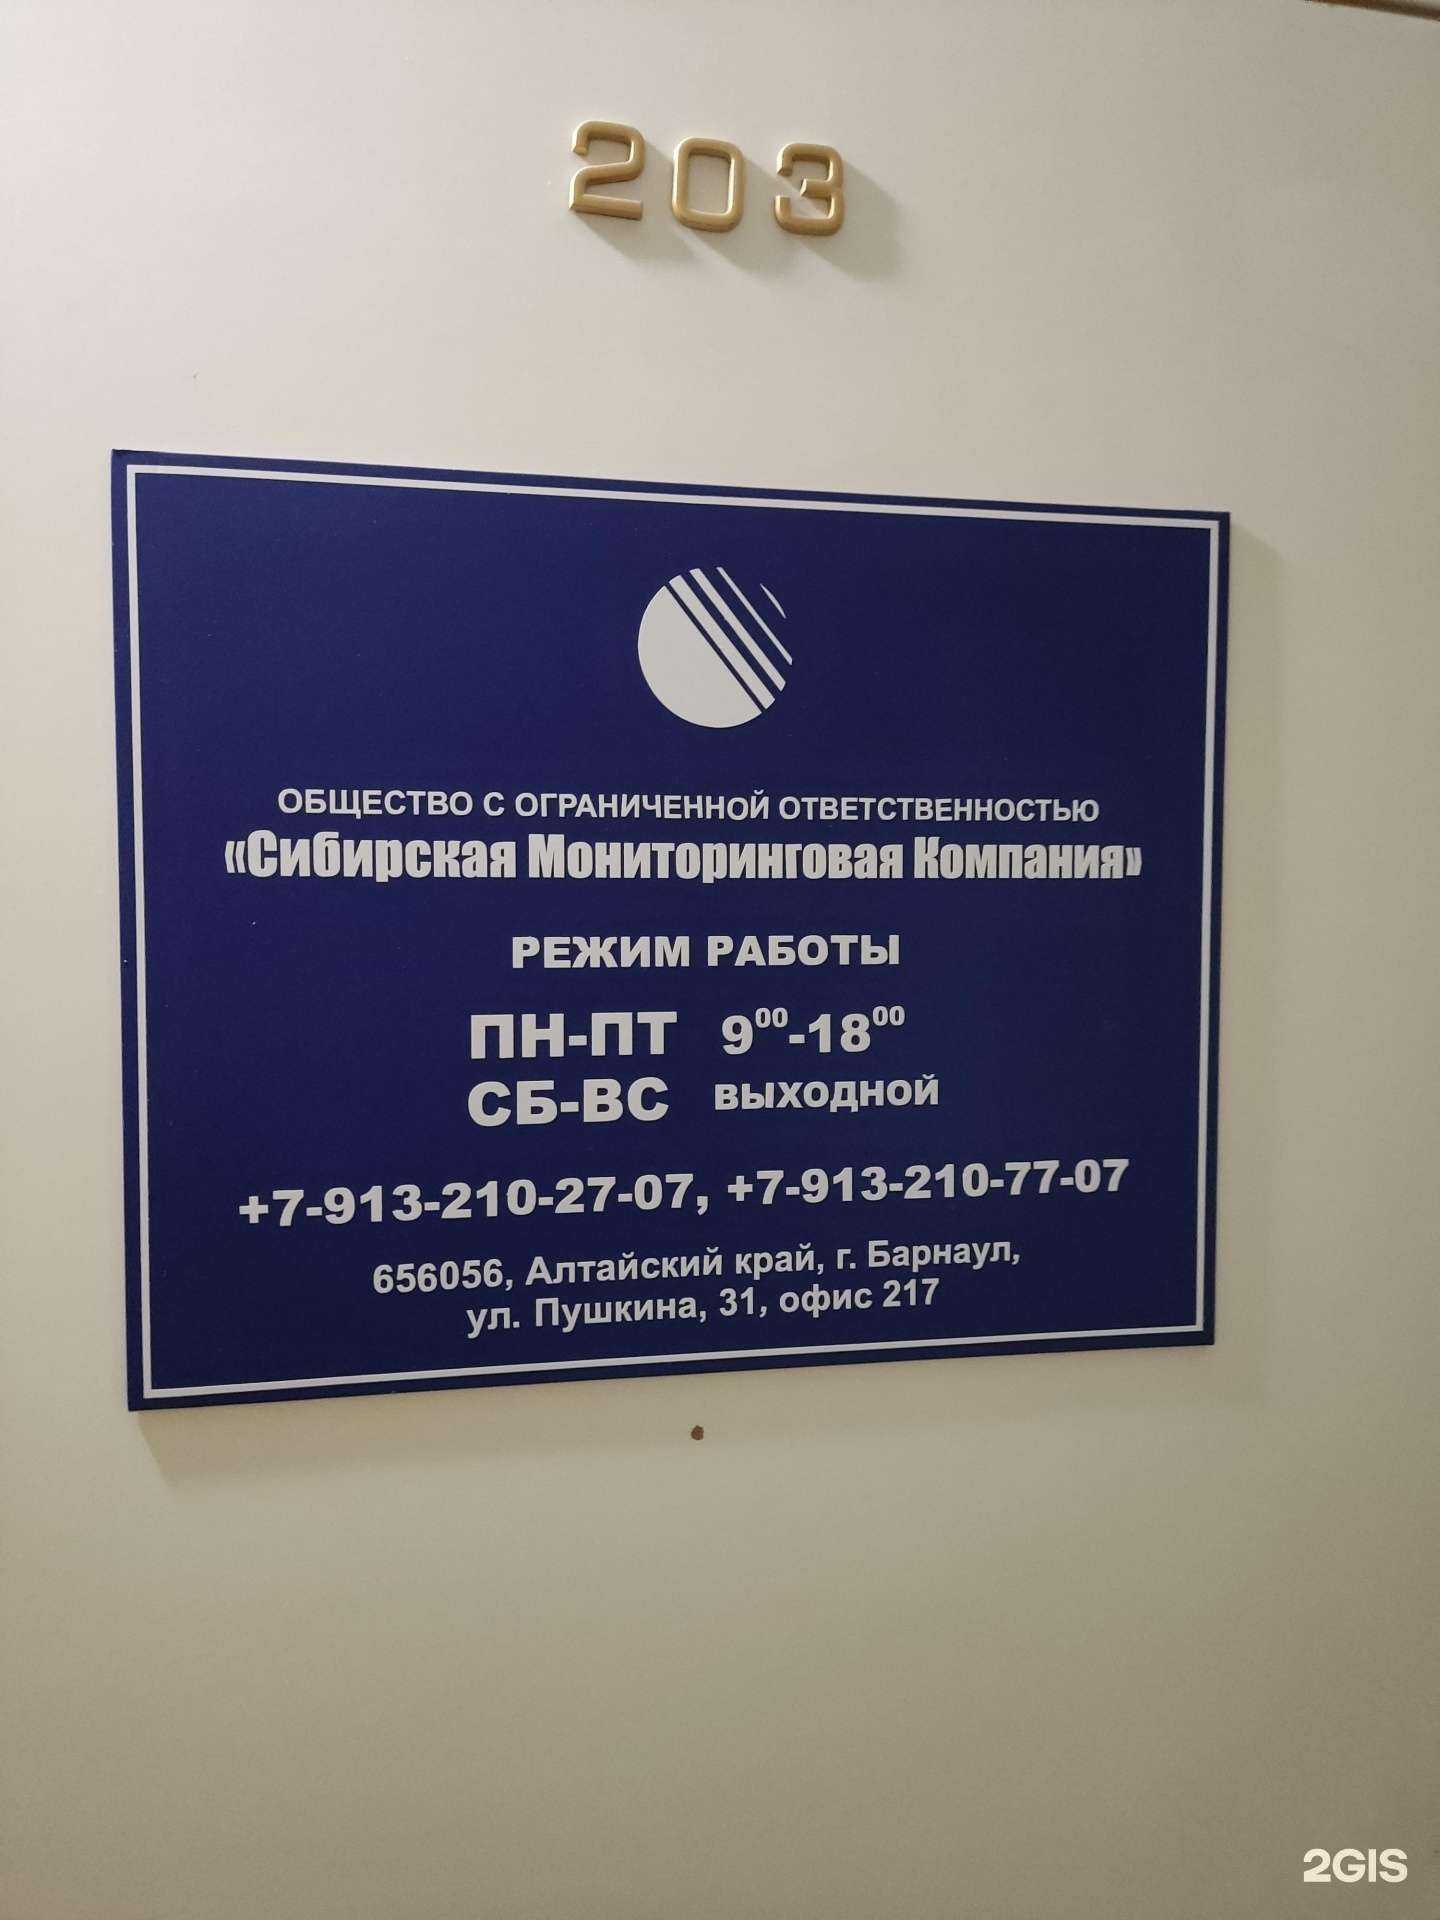 203
ОБЩЕСТВО С ОГРАНИЧЕННОЙ ОТВЕТСТВЕННОСТЬЮ
«Сибирская Мониторинговая Компания»
РЕЖИМ РАБОТЫ
ПН-ПТ 9⁰⁰-18⁰⁰
СБ-ВС ВЫХОДНОЙ
+7-913-210-27-07, +7-913-210-77-07
656056, Алтайский край, г. Барнаул,
ул. Пушкина, 31, офис 217
2GIS